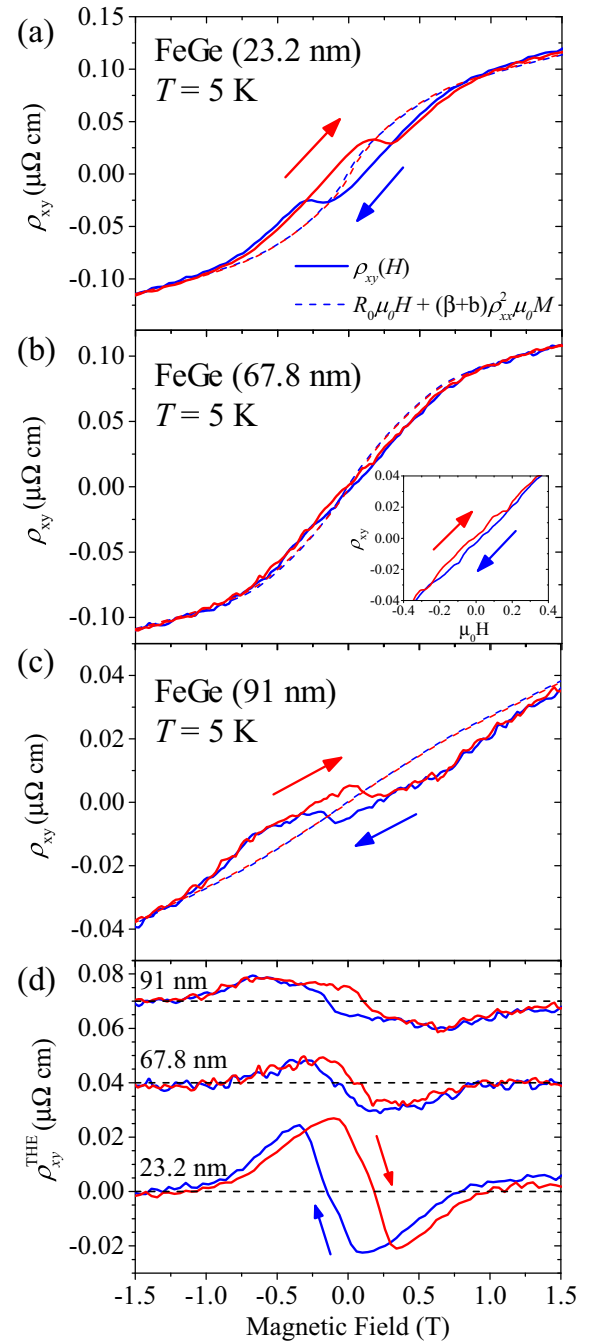 (a)
FeGe (23.2 nm)
T = 5 K
0.10
0.05
0.00
-0.05
-0.10
ρxy (μΩ cm)
ρxy(H)
R0μ0H + (β+b)ρ²xxμ0M
(b)
FeGe (67.8 nm)
T = 5 K
0.10
0.05
0.00
-0.05
-0.10
ρxy (μΩ cm)
0.04
0.02
0.00
-0.02
-0.04
ρxy
-0.4 -0.2 0.0 0.2 0.4
μ0H
(c)
FeGe (91 nm)
T = 5 K
0.04
0.02
0.00
-0.02
-0.04
ρxy (μΩ cm)
(d)
0.08
0.06
0.04
0.02
0.00
-0.02
ρxy^THE (μΩ cm)
91 nm
67.8 nm
23.2 nm
-1.5 -1.0 -0.5 0.0 0.5 1.0 1.5
Magnetic Field (T)